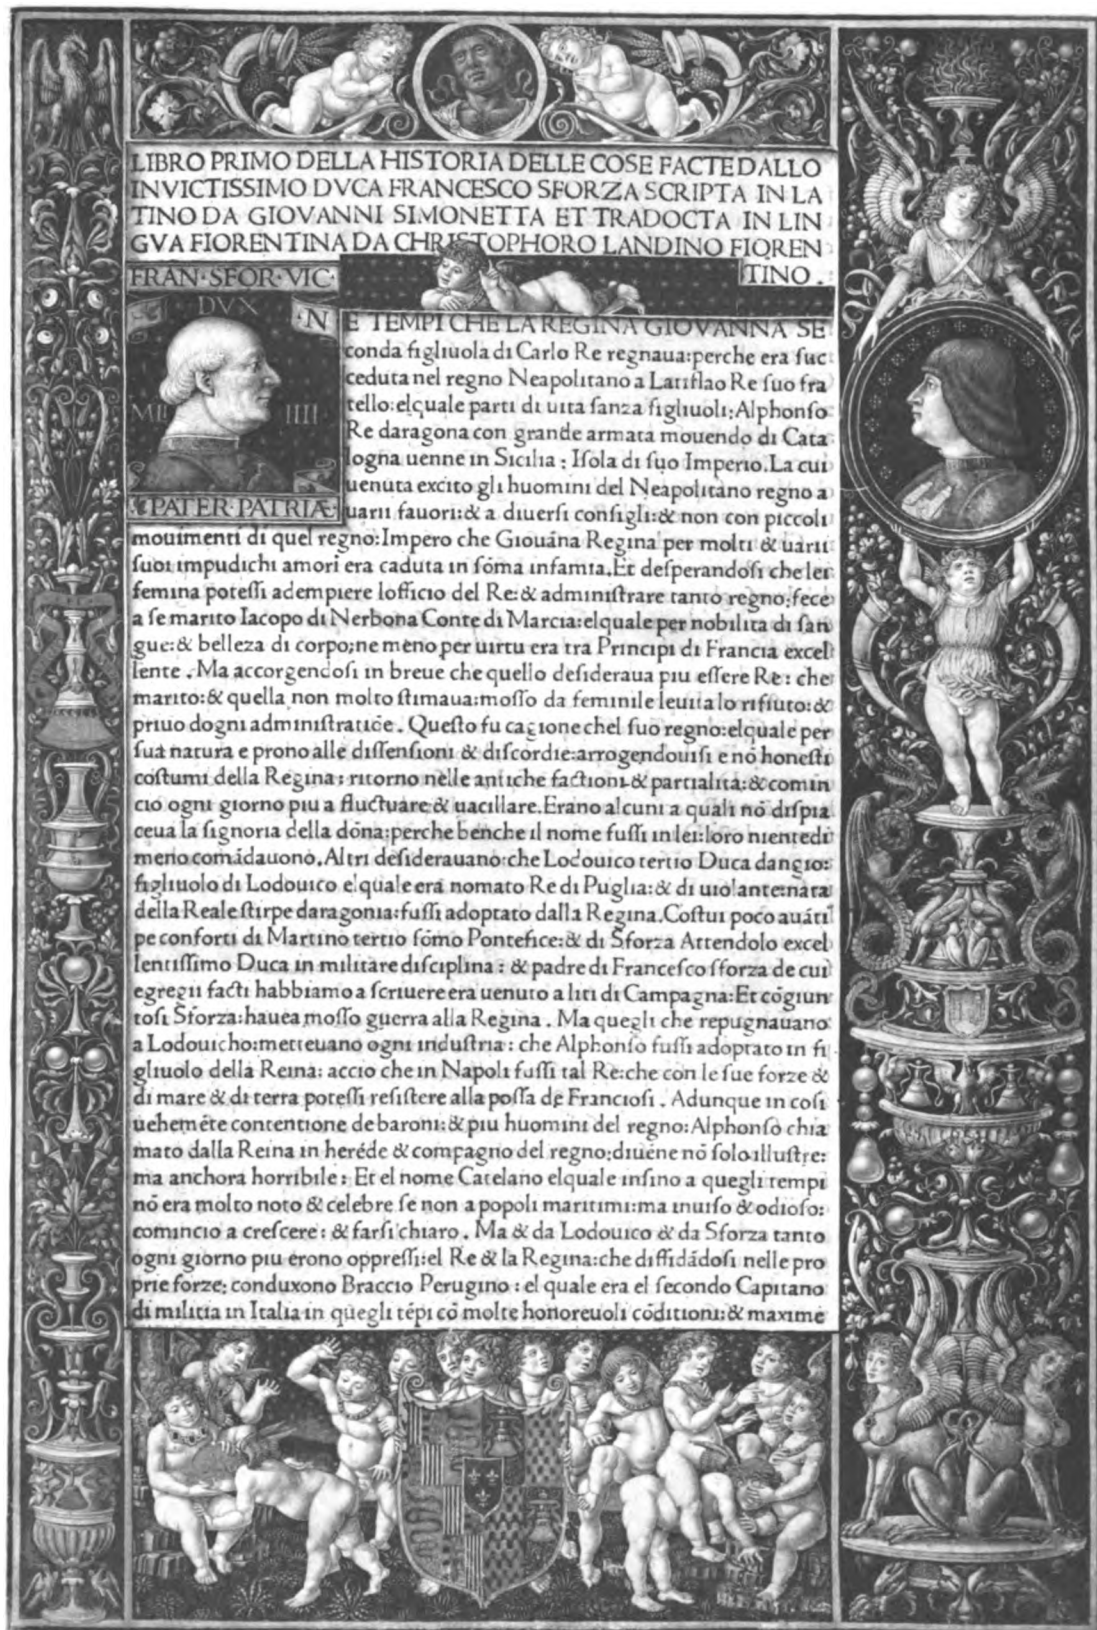 LIBRO PRIMO DELLA HISTORIA DELLE COSE FACTE DALLO
INVICTISSIMO DVCA FRANCESCO SFORZA SCRIPTA IN LA
TINO DA GIOVANNI SIMONETTA ET TRADOCTA IN LIN
GVA FIORENTINA DA CHRISTOPHORO LANDINO FIOREN
TINO.
FRAN·SFOR·VIC·
DVX
MII IIII
PATER·PATRIÆ·
·N E TEMPI CHE LA REGINA GIOVANNA SE
conda figliuola di Carlo Re regnaua:perche era ſuc
ceduta nel regno Neapolitano a Latiſlao Re ſuo fra
tello:elquale parti di uita ſanza figliuoli:Alphonſo
Re daragona con grande armata mouendo di Cata
logna uenne in Sicilia: Iſola di ſuo Imperio.La cui
uenuta excito gli huomini del Neapolitano regno a
uarii fauori:& a diuerſi conſigli:& non con piccoli
mouimenti di quel regno:Impero che Giouāna Regina per molti & uarii
ſuoi impudichi amori era caduta in ſōma infamia.Et deſperandoſi che lei
femina poteſſi adempiere lofficio del Re:& adminiſtrare tanto regno:fece
a ſe marito Iacopo di Nerbona Conte di Marcia:elquale per nobilita di ſan
gue:& belleza di corpo:ne meno per uirtu era tra Principi di Francia excel
lente. Ma accorgendoſi in breue che quello deſideraua piu eſſere Re: che
marito:& quella non molto ſtimaua:moſſo da feminile leuita lo rifiuto:&
priuo dogni adminiſtratiōe. Queſto fu cagione chel ſuo regno:elquale per
ſua natura e prono alle diſſenſioni & diſcordie:arrogendouiſi e nō honeſti
coſtumi della Regina: ritorno nelle antiche factioni & partialita:& comin
cio ogni giorno piu a fluctuare & uacillare.Erano alcuni a quali nō diſpia
ceua la ſignoria della dōna:perche benche il nome fuſſi in lei:loro nientedi
meno comādauono.Altri deſiderauano:che Lodouico tertio Duca dangio:
figliuolo di Lodouico elquale era nomato Re di Puglia:& di uiolante:nata
della Reale ſtirpe daragonia:fuſſi adoptato dalla Regina.Coſtui poco auāti
pe conforti di Martino tertio ſōmo Pontefice:& di Sforza Attendolo excel
lentiſſimo Duca in militare diſciplina: & padre di Franceſco ſforza de cui
egregii facti habbiamo a ſcriuere era uenuto a liti di Campagna:Et cōgiun
toſi Sforza:hauea moſſo guerra alla Regina. Ma quegli che repugnauano
a Lodouicho:metteuano ogni induſtria: che Alphonſo fuſſi adoptato in fi
gliuolo della Reina: accio che in Napoli fuſſi tal Re:che con le ſue forze &
di mare & di terra poteſſi reſiſtere alla poſſa de Francioſi. Adunque in coſi
uehemēte contentione de baroni:& piu huomini del regno:Alphonſo chia
mato dalla Reina in herede & compagno del regno:diuēne nō ſolo illuſtre:
ma anchora horribile: Et el nome Catelano elquale inſino a quegli tempi
nō era molto noto & celebre ſe non a popoli maritimi:ma inuiſo & odioſo:
comincio a creſcere: & farſi chiaro. Ma & da Lodouico & da Sforza tanto
ogni giorno piu erono oppreſſi:el Re & la Regina:che diffidādoſi nelle pro
prie forze: conduxono Braccio Perugino: el quale era el ſecondo Capitano
di militia in Italia in quegli tēpi cō molte honoreuoli cōditioni:& maxime